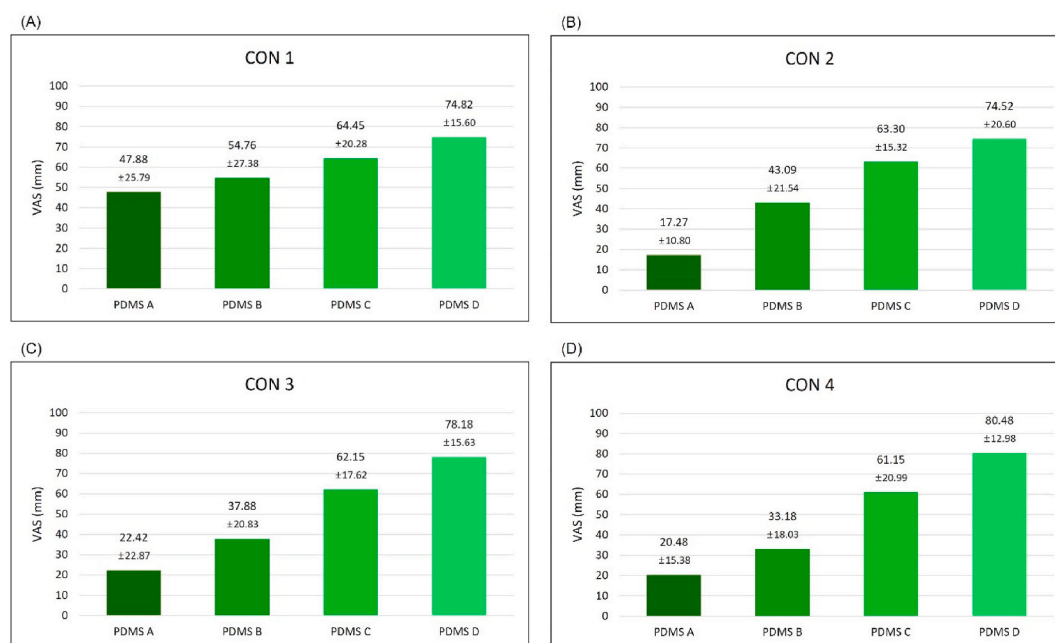 (A)
CON 1
VAS (mm)
100
90
80
70
60
50
40
30
20
10
0
47.88
±25.79
54.76
±27.38
64.45
±20.28
74.82
±15.60
PDMS A
PDMS B
PDMS C
PDMS D
(B)
CON 2
VAS (mm)
100
90
80
70
60
50
40
30
20
10
0
17.27
±10.80
43.09
±21.54
63.30
±15.32
74.52
±20.60
PDMS A
PDMS B
PDMS C
PDMS D
(C)
CON 3
VAS (mm)
100
90
80
70
60
50
40
30
20
10
0
22.42
±22.87
37.88
±20.83
62.15
±17.62
78.18
±15.63
PDMS A
PDMS B
PDMS C
PDMS D
(D)
CON 4
VAS (mm)
100
90
80
70
60
50
40
30
20
10
0
20.48
±15.38
33.18
±18.03
61.15
±20.99
80.48
±12.98
PDMS A
PDMS B
PDMS C
PDMS D